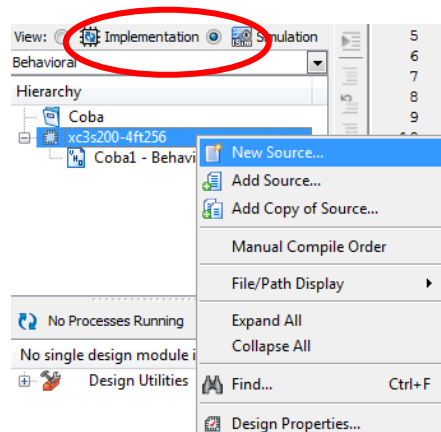 View: Implementation Simulation
Behavioral
Hierarchy
Coba
xc3s200-4ft256
Coba1 - Behavi
5
6
7
8
9
New Source...
Add Source...
Add Copy of Source...
Manual Compile Order
File/Path Display
Expand All
Collapse All
Find... Ctrl+F
Design Properties...
No Processes Running
No single design module i
Design Utilities